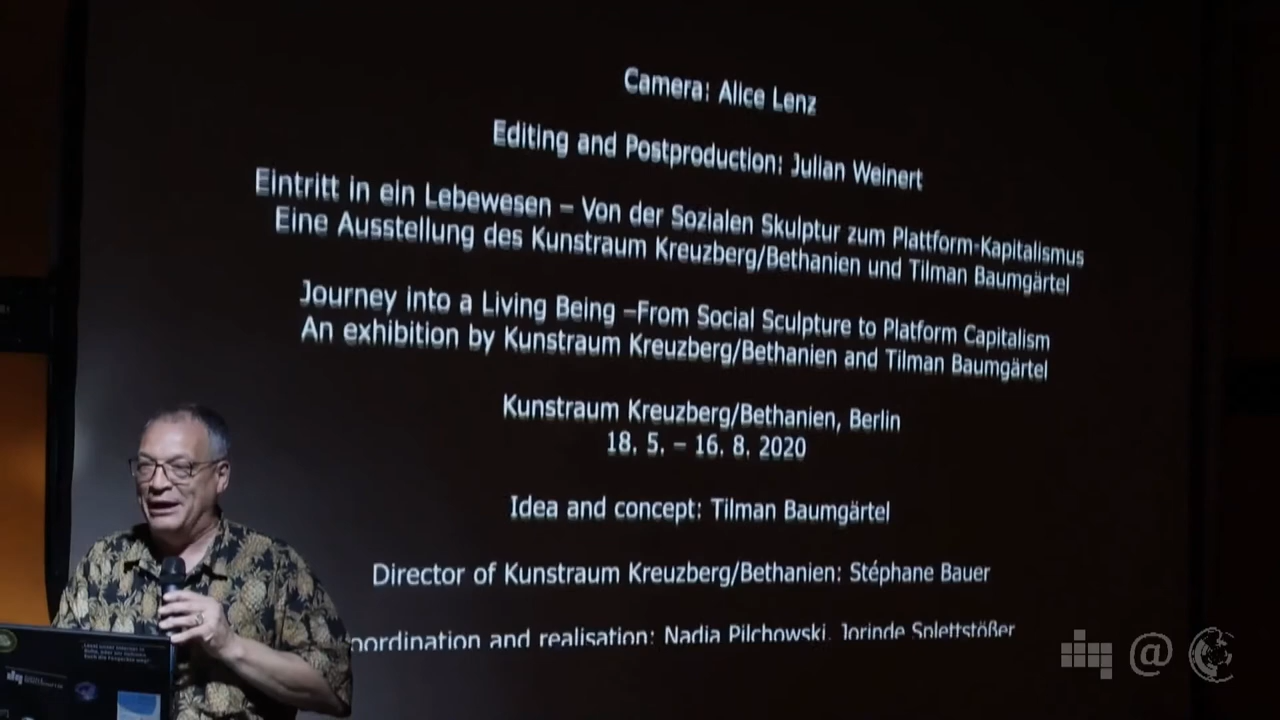 Camera: Alice Lenz
Editing and Postproduction: Julian Weinert
Eintritt in ein Lebewesen – Von der Sozialen Skulptur zum Plattform-Kapitalismus
Eine Ausstellung des Kunstraum Kreuzberg/Bethanien und Tilman Baumgärtel
Journey into a Living Being –From Social Sculpture to Platform Capitalism
An exhibition by Kunstraum Kreuzberg/Bethanien and Tilman Baumgärtel
Kunstraum Kreuzberg/Bethanien, Berlin
18. 5. – 16. 8. 2020
Idea and concept: Tilman Baumgärtel
Director of Kunstraum Kreuzberg/Bethanien: Stéphane Bauer
oordination and realisation: Nadia Pilchowski, Jorinde Splettstößer
@